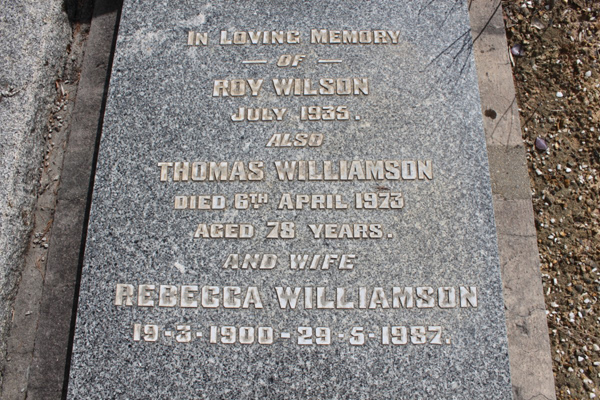 IN LOVING MEMORY
— OF —
ROY WILSON
JULY 1935.
ALSO
THOMAS WILLIAMSON
DIED 6TH APRIL 1973
AGED 78 YEARS.
AND WIFE
REBECCA WILLIAMSON
19-3-1900-29-5-1987.